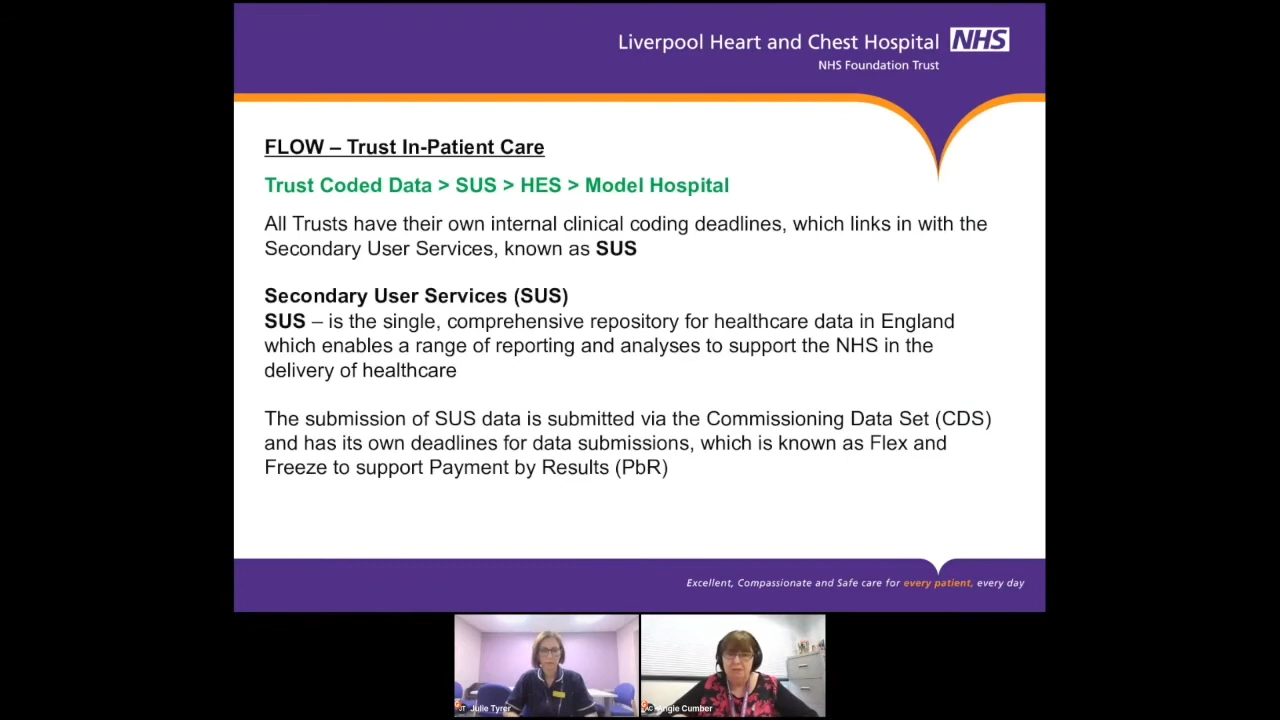 Liverpool Heart and Chest Hospital NHS
NHS Foundation Trust
FLOW – Trust In-Patient Care
Trust Coded Data > SUS > HES > Model Hospital
All Trusts have their own internal clinical coding deadlines, which links in with the
Secondary User Services, known as SUS
Secondary User Services (SUS)
SUS – is the single, comprehensive repository for healthcare data in England
which enables a range of reporting and analyses to support the NHS in the
delivery of healthcare
The submission of SUS data is submitted via the Commissioning Data Set (CDS)
and has its own deadlines for data submissions, which is known as Flex and
Freeze to support Payment by Results (PbR)
Excellent, Compassionate and Safe care for every patient, every day
JT Julie Tyrer
AC Angie Cumber